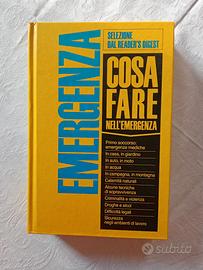 EMERGENZA
SELEZIONE
DAL READER'S DIGEST
COSA
FARE
NELL'EMERGENZA
Primo soccorso:
emergenze mediche
In casa, in giardino
In auto, in moto
In acqua
In campagna, in montagna
Calamità naturali
Alcune tecniche
di sopravvivenza
Criminalità e violenza
Droghe e alcol
Difficoltà legali
Sicurezza
negli ambienti di lavoro
subito